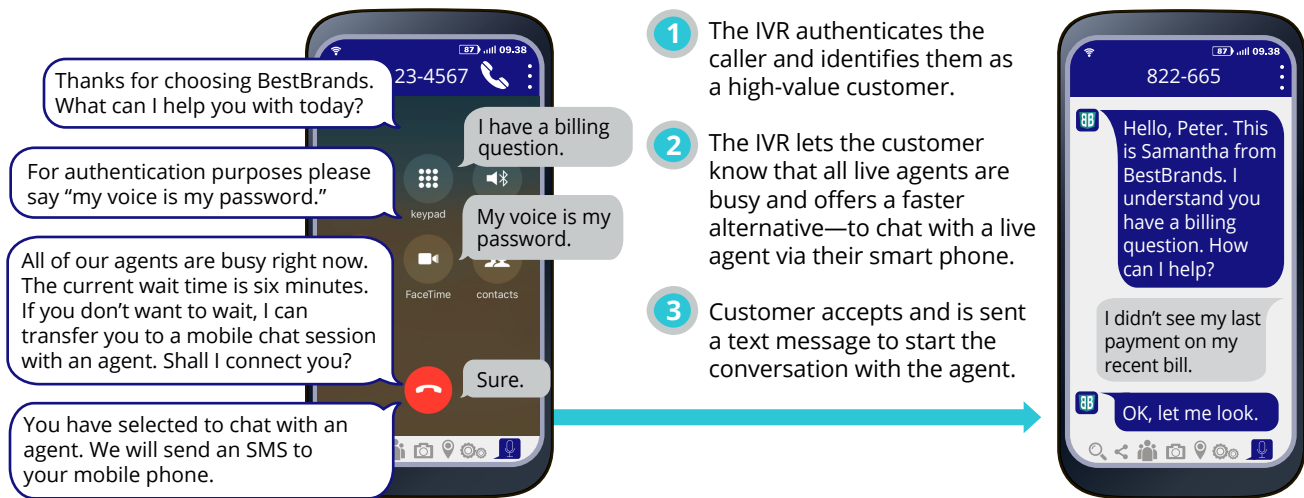 87 09.38
23-4567
Thanks for choosing BestBrands.
What can I help you with today?
I have a billing
question.
For authentication purposes please
say “my voice is my password.”
keypad
My voice is my
password.
All of our agents are busy right now.
The current wait time is six minutes.
If you don’t want to wait, I can
transfer you to a mobile chat session
with an agent. Shall I connect you?
FaceTime
contacts
Sure.
You have selected to chat with an
agent. We will send an SMS to
your mobile phone.
1
The IVR authenticates the
caller and identifies them as
a high-value customer.
2
The IVR lets the customer
know that all live agents are
busy and offers a faster
alternative—to chat with a live
agent via their smart phone.
3
Customer accepts and is sent
a text message to start the
conversation with the agent.
87 09.38
822-665
BB
Hello, Peter. This
is Samantha from
BestBrands. I
understand you
have a billing
question. How
can I help?
I didn’t see my last
payment on my
recent bill.
BB
OK, let me look.